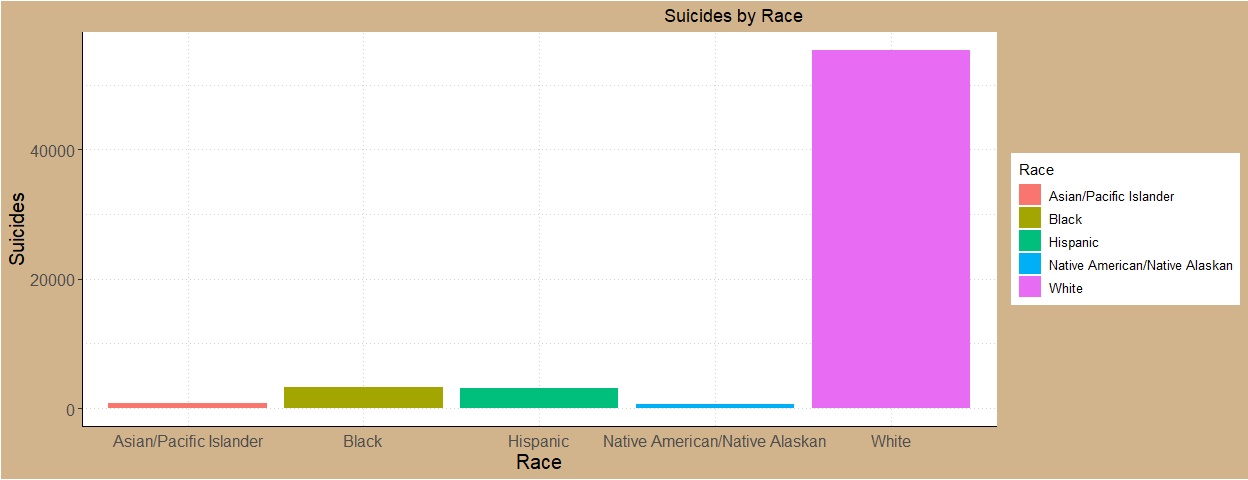 Suicides by Race
Suicides
40000
20000
0
Asian/Pacific Islander
Black
Hispanic
Native American/Native Alaskan
White
Race
Race
Asian/Pacific Islander
Black
Hispanic
Native American/Native Alaskan
White